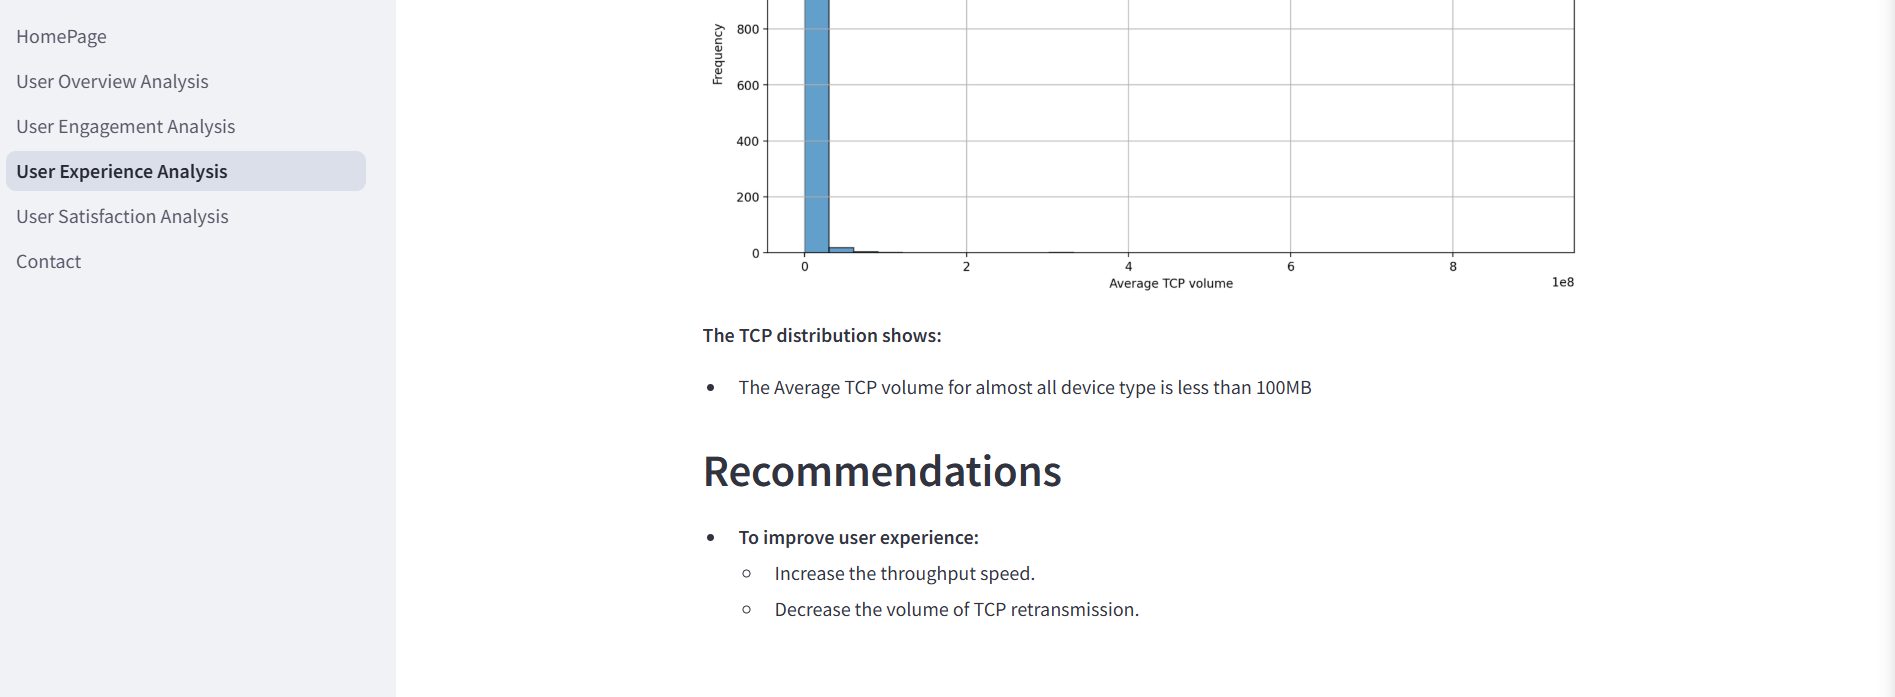 HomePage
User Overview Analysis
User Engagement Analysis
User Experience Analysis
User Satisfaction Analysis
Contact
Frequency
800
600
400
200
0
0 2 4 6 8
Average TCP volume
1e8
The TCP distribution shows:
The Average TCP volume for almost all device type is less than 100MB
Recommendations
To improve user experience:
Increase the throughput speed.
Decrease the volume of TCP retransmission.